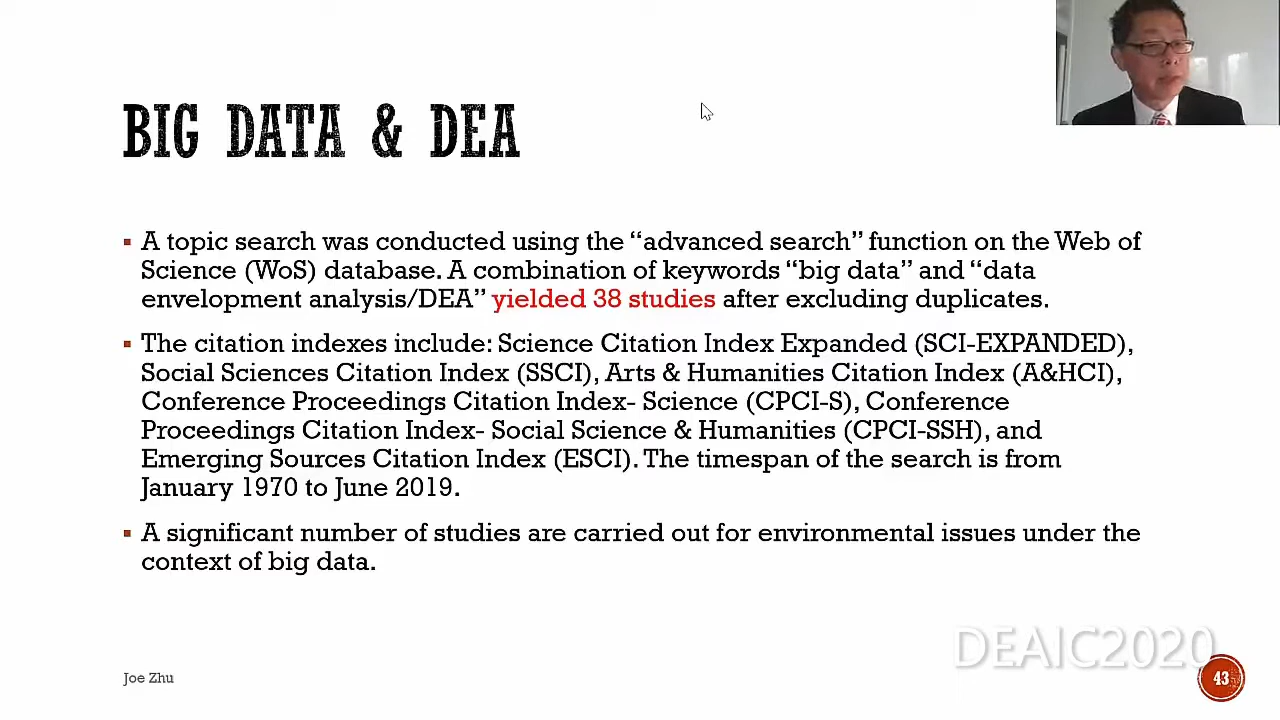 BIG DATA & DEA
▪ A topic search was conducted using the “advanced search” function on the Web of
Science (WoS) database. A combination of keywords “big data” and “data
envelopment analysis/DEA” yielded 38 studies after excluding duplicates.
▪ The citation indexes include: Science Citation Index Expanded (SCI-EXPANDED),
Social Sciences Citation Index (SSCI), Arts & Humanities Citation Index (A&HCI),
Conference Proceedings Citation Index- Science (CPCI-S), Conference
Proceedings Citation Index- Social Science & Humanities (CPCI-SSH), and
Emerging Sources Citation Index (ESCI). The timespan of the search is from
January 1970 to June 2019.
▪ A significant number of studies are carried out for environmental issues under the
context of big data.
DEAIC2020
Joe Zhu
43